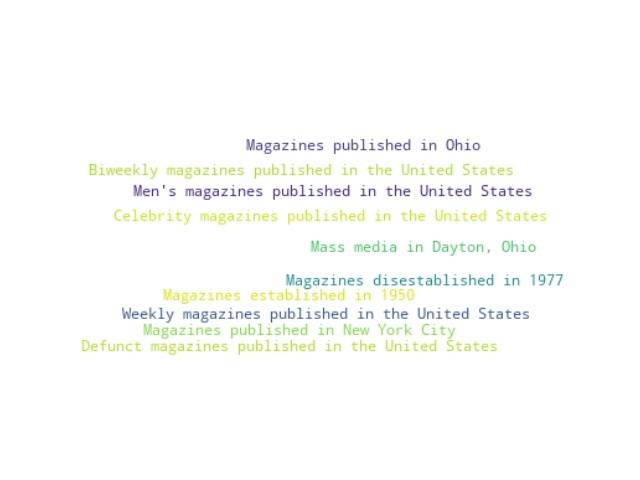 Magazines published in Ohio
Biweekly magazines published in the United States
Men's magazines published in the United States
Celebrity magazines published in the United States
Mass media in Dayton, Ohio
Magazines disestablished in 1977
Magazines established in 1950
Weekly magazines published in the United States
Magazines published in New York City
Defunct magazines published in the United States